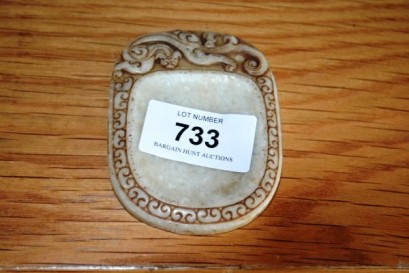 LOT NUMBER
733
BARGAIN HUNT AUCTIONS